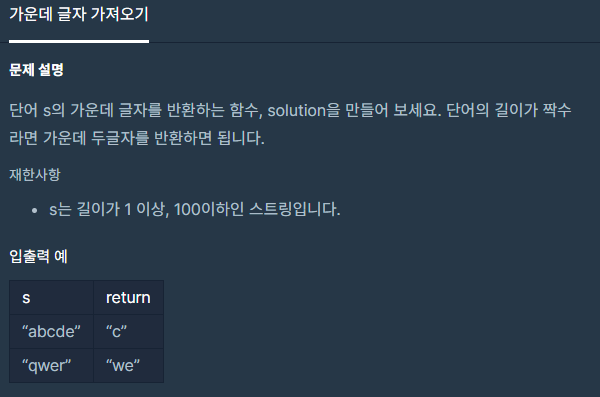 가운데 글자 가져오기
문제 설명
단어 s의 가운데 글자를 반환하는 함수, solution을 만들어 보세요. 단어의 길이가 짝수
라면 가운데 두글자를 반환하면 됩니다.
재한사항
• s는 길이가 1 이상, 100이하인 스트링입니다.
입출력 예
s return
“abcde” “c”
“qwer” “we”